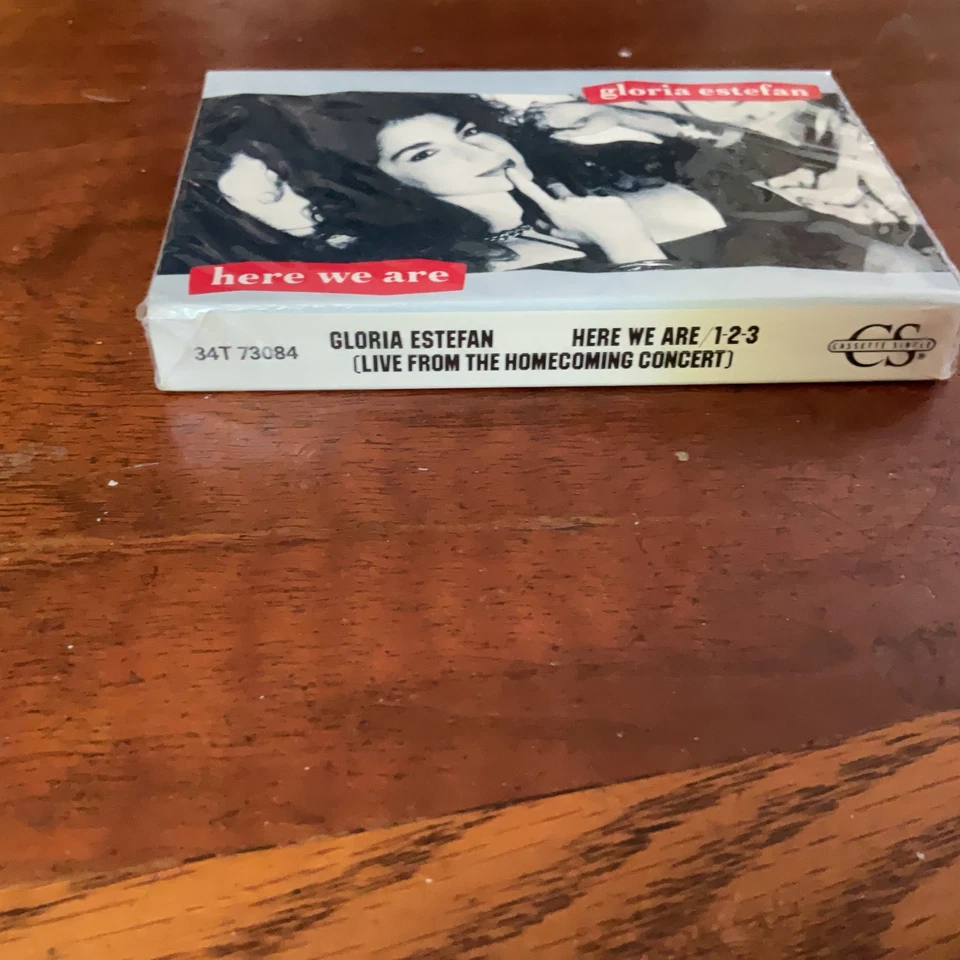 gloria estefan
here we are
34T 73084
GLORIA ESTEFAN HERE WE ARE/1-2-3
(LIVE FROM THE HOMECOMING CONCERT)
CS
CASSETTE SINGLE
®